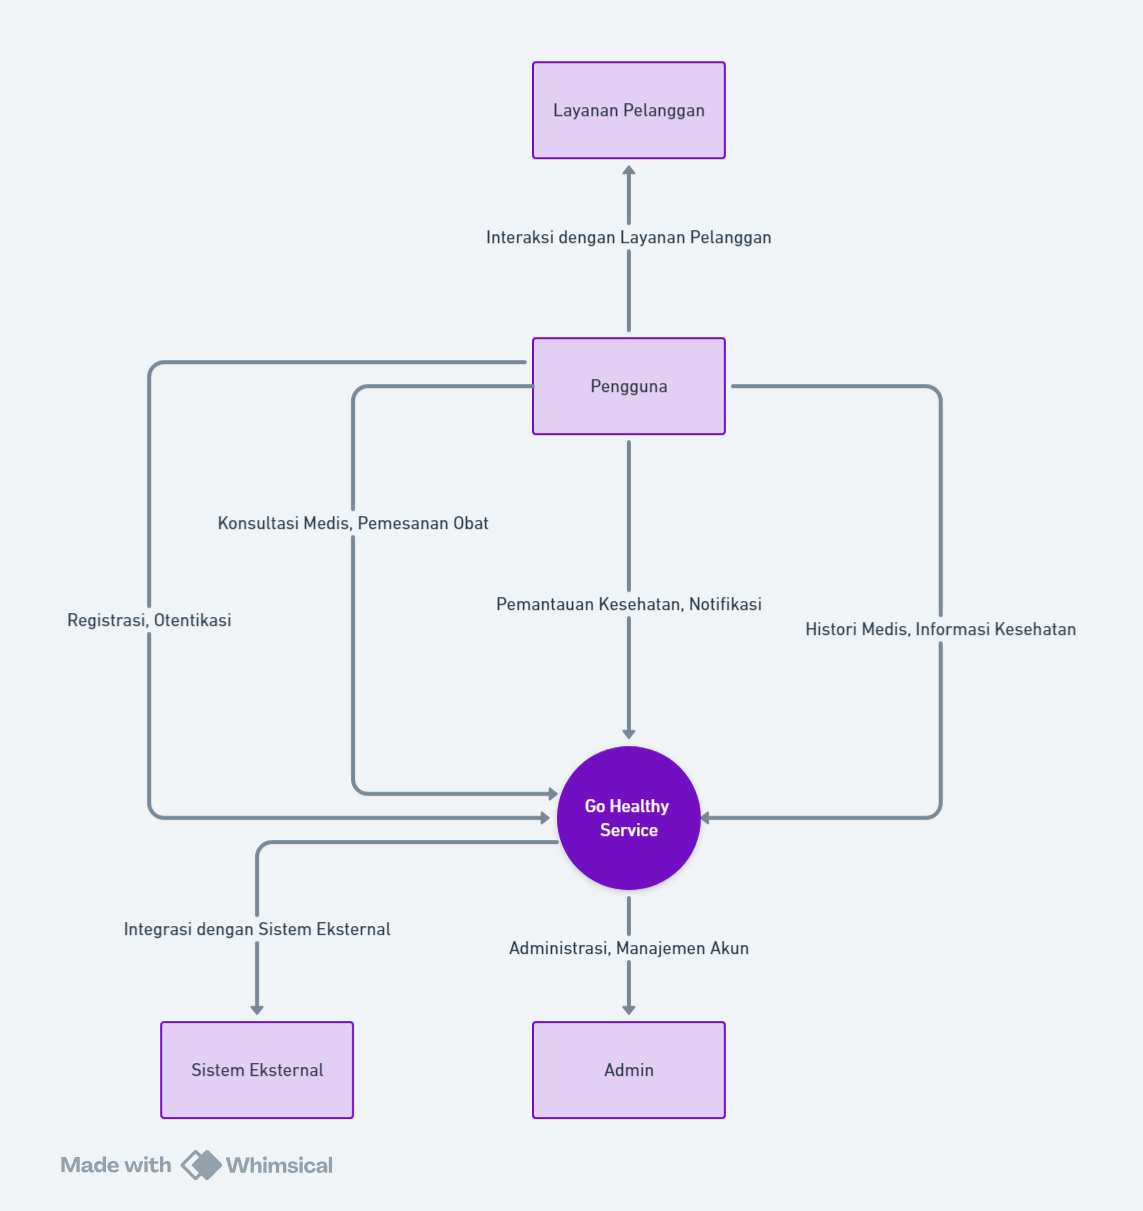 Layanan Pelanggan
Interaksi dengan Layanan Pelanggan
Pengguna
Konsultasi Medis, Pemesanan Obat
Pemantauan Kesehatan, Notifikasi
Registrasi, Otentikasi
Histori Medis, Informasi Kesehatan
Go Healthy
Service
Integrasi dengan Sistem Eksternal
Administrasi, Manajemen Akun
Sistem Eksternal
Admin
Made with Whimsical